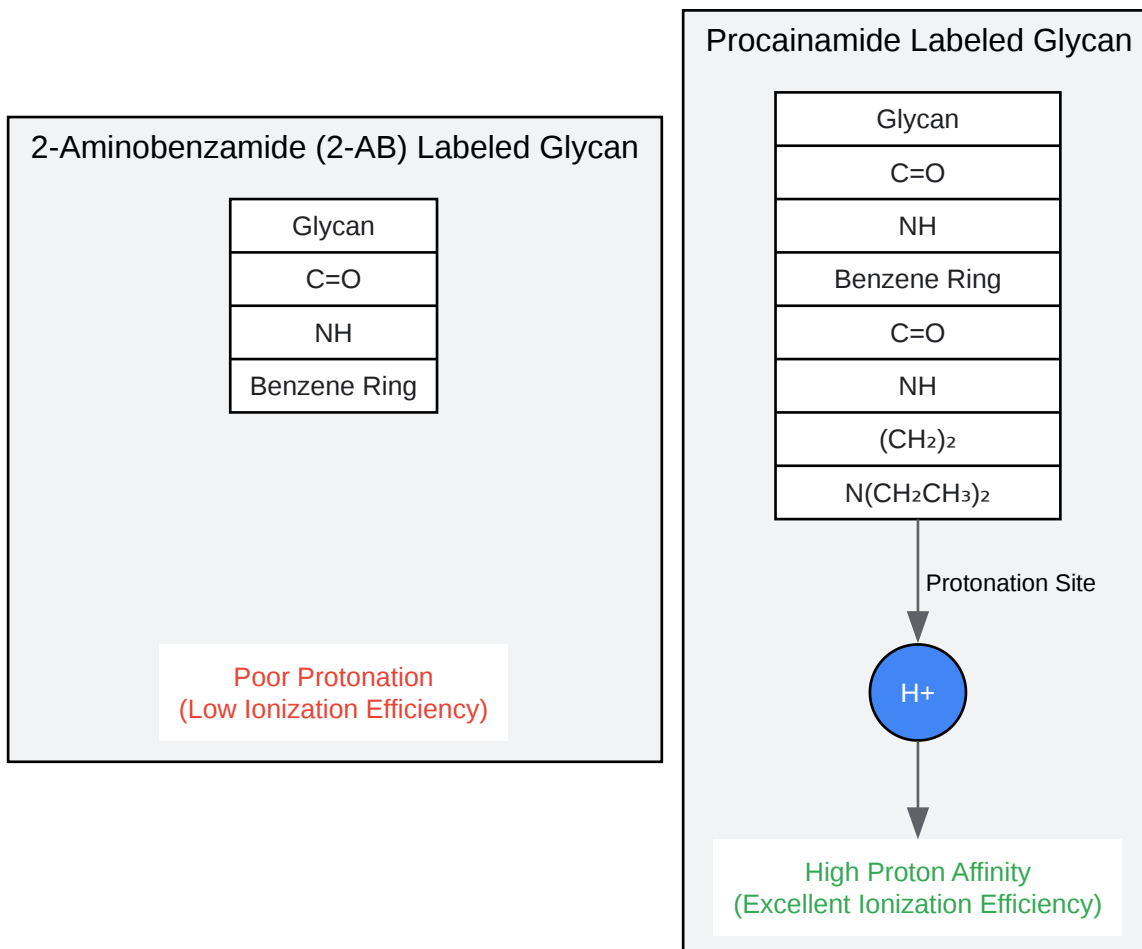 2-Aminobenzamide (2-AB) Labeled Glycan
Glycan
C=O
NH
Benzene Ring
Poor Protonation
(Low Ionization Efficiency)
Procainamide Labeled Glycan
Glycan
C=O
NH
Benzene Ring
C=O
NH
(CH₂)₂
N(CH₂CH₃)₂
Protonation Site
H+
High Proton Affinity
(Excellent Ionization Efficiency)